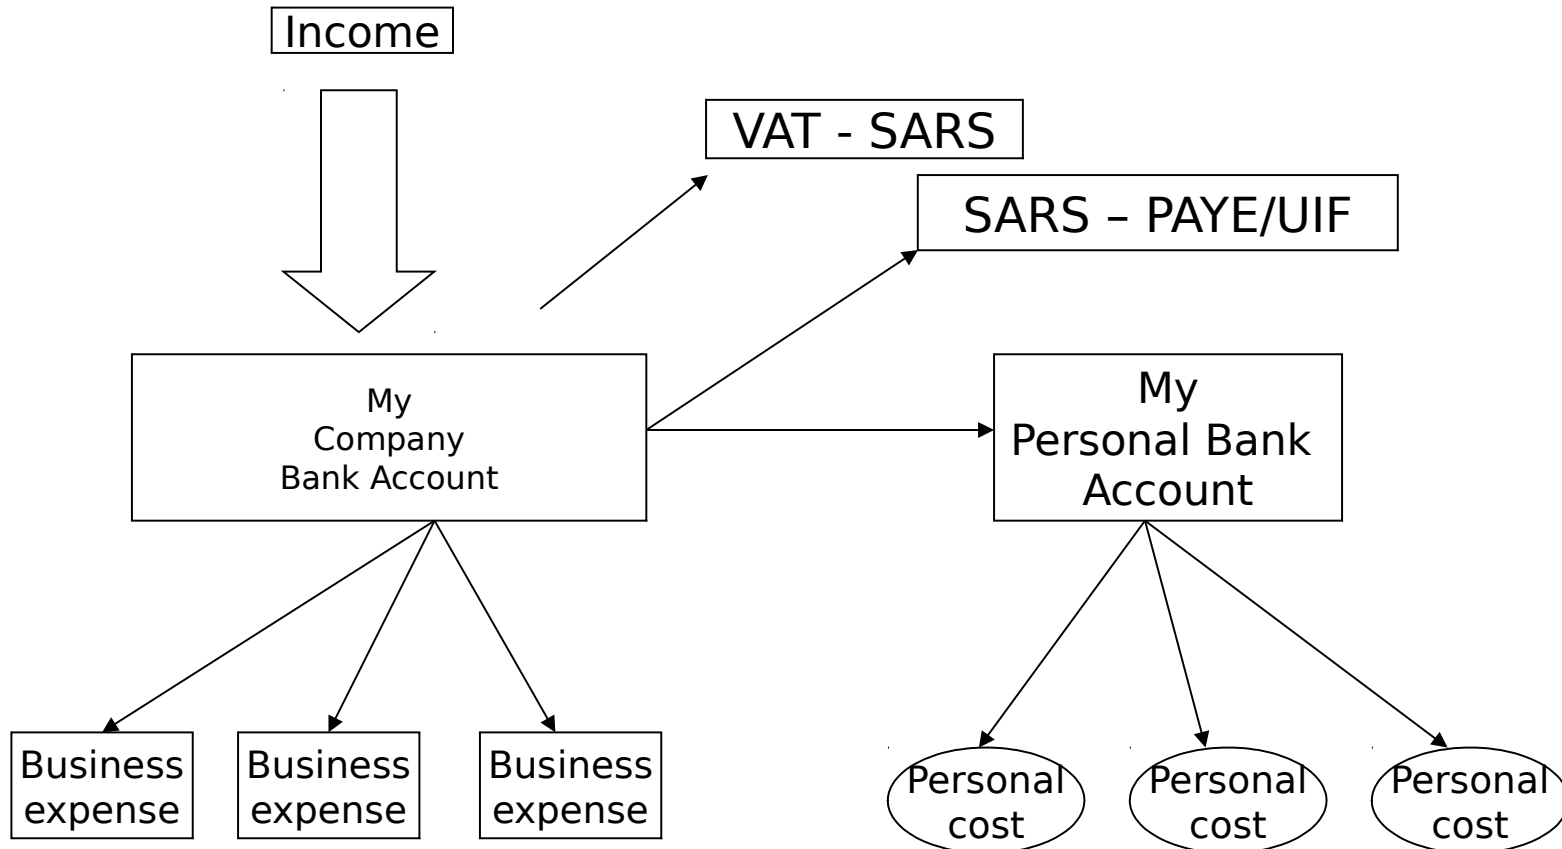 Income
VAT - SARS
SARS – PAYE/UIF
My
Company
Bank Account
My
Personal Bank
Account
Business
expense
Business
expense
Business
expense
Personal
cost
Personal
cost
Personal
cost